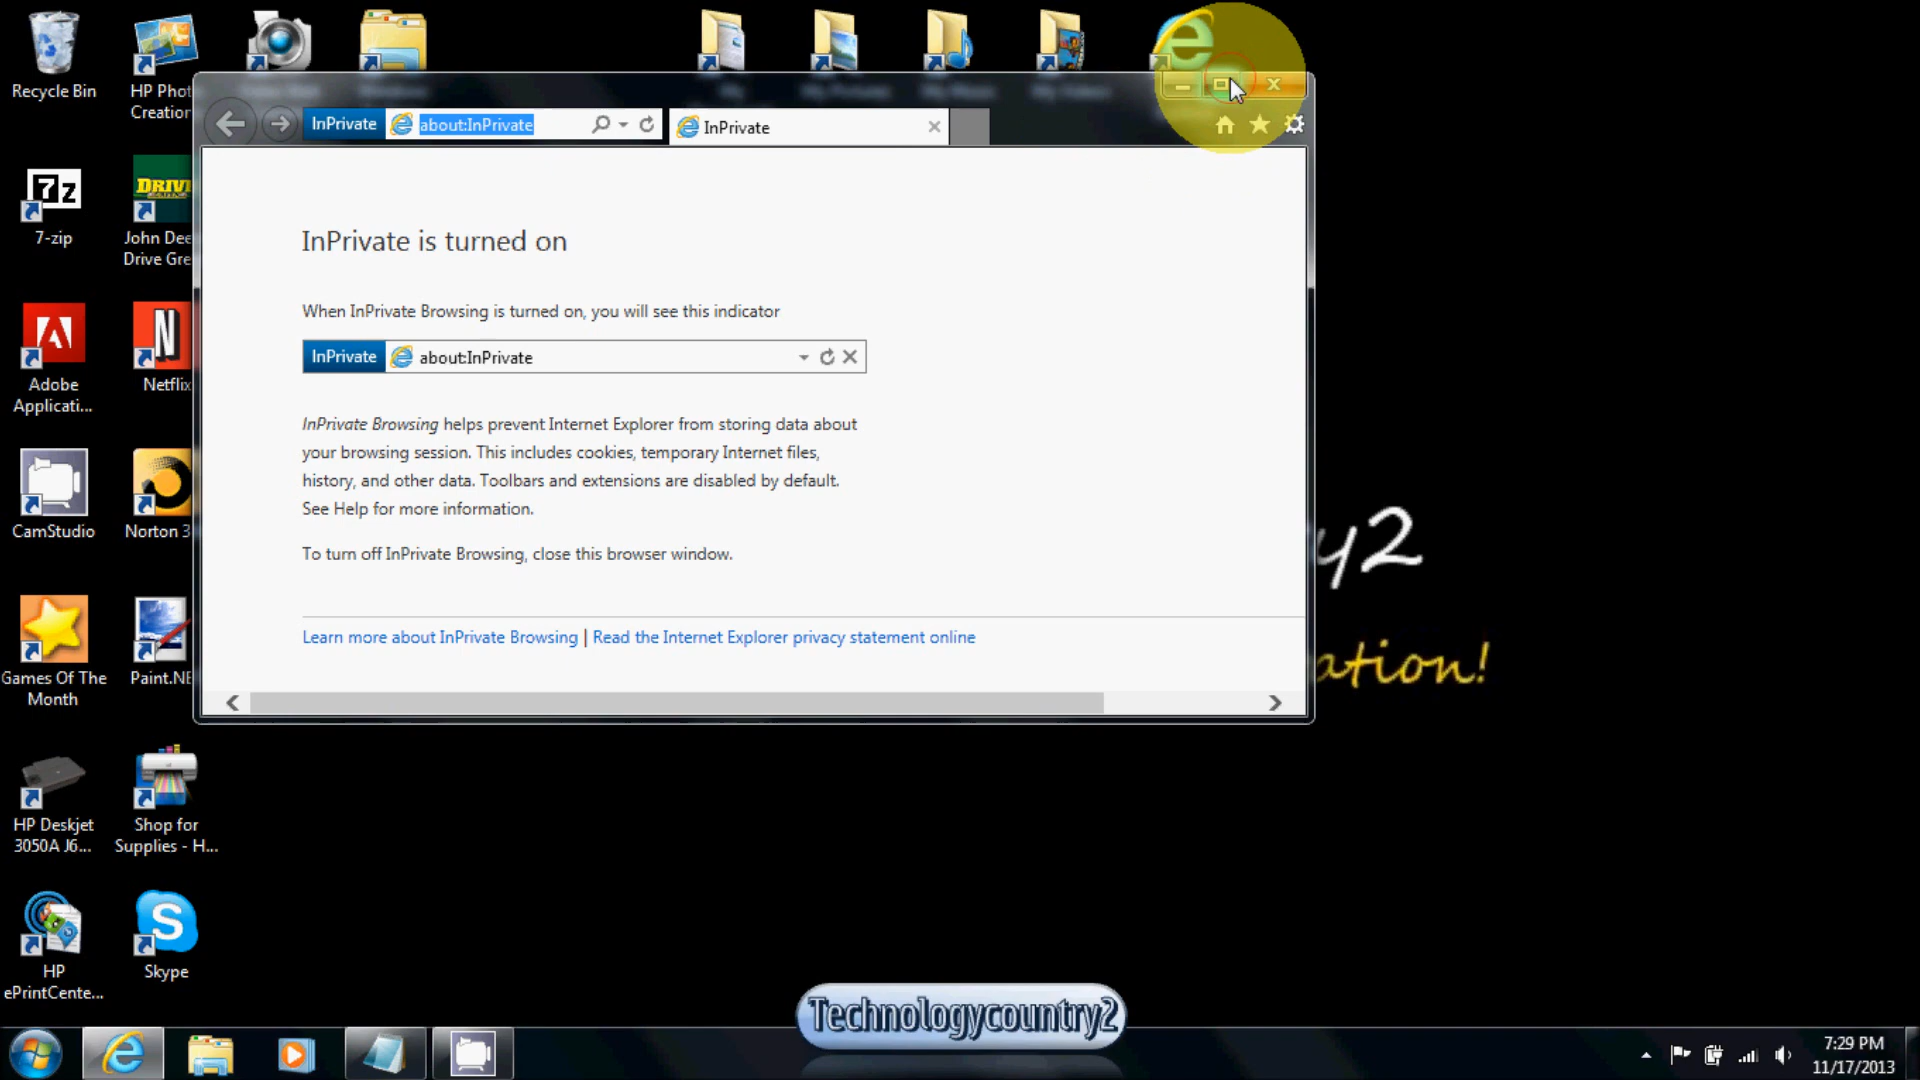 Recycle Bin
HP Phot
Creation
InPrivate
about:InPrivate
InPrivate
7-zip
DRIV
John Dee
Drive Gre
InPrivate is turned on
When InPrivate Browsing is turned on, you will see this indicator
InPrivate
about:InPrivate
Adobe
Applicati...
Netflix
InPrivate Browsing helps prevent Internet Explorer from storing data about
your browsing session. This includes cookies, temporary Internet files,
history, and other data. Toolbars and extensions are disabled by default.
See Help for more information.
CamStudio
Norton 3
To turn off InPrivate Browsing, close this browser window.
y2
Learn more about InPrivate Browsing | Read the Internet Explorer privacy statement online
ation!
Games Of The
Month
Paint.NE
HP Deskjet
3050A J6...
Shop for
Supplies - H...
HP
ePrintCente...
Skype
Technologycountry2
7:29 PM
11/17/2013